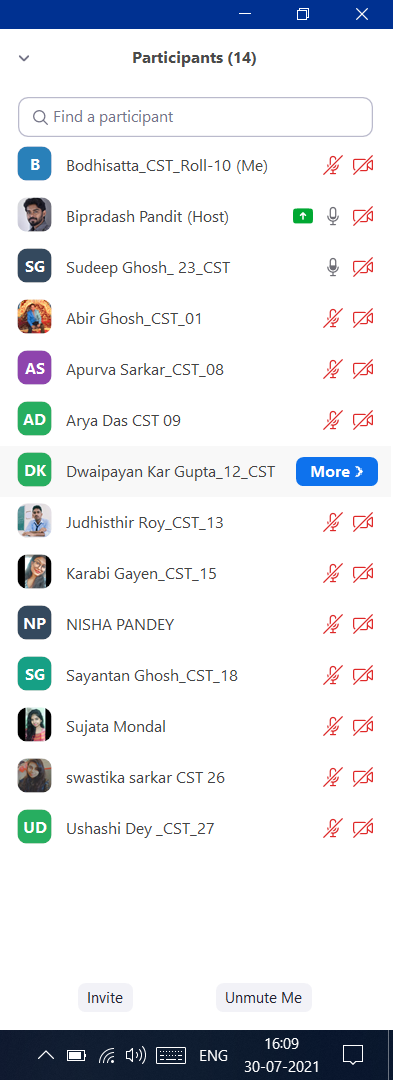 Participants (14)
Find a participant
B Bodhisatta_CST_Roll-10 (Me)
Bipradash Pandit (Host)
SG Sudeep Ghosh_ 23_CST
Abir Ghosh_CST_01
AS Apurva Sarkar_CST_08
AD Arya Das CST 09
DK Dwaipayan Kar Gupta_12_CST More
Judhisthir Roy_CST_13
Karabi Gayen_CST_15
NP NISHA PANDEY
SG Sayantan Ghosh_CST_18
Sujata Mondal
swastika sarkar CST 26
UD Ushashi Dey _CST_27
Invite Unmute Me
ENG 16:09
30-07-2021